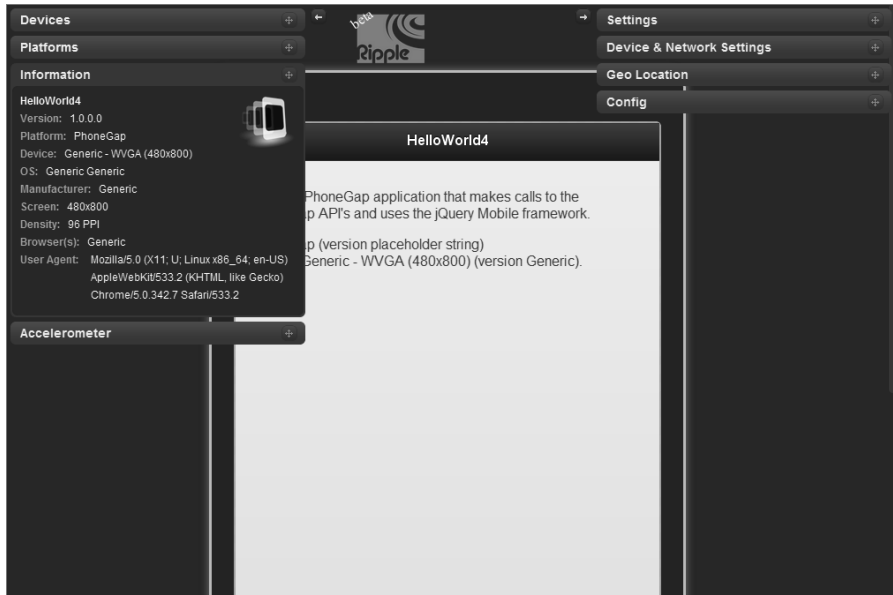 Devices
Platforms
Information
HelloWorld4
Version: 1.0.0.0
Platform: PhoneGap
Device: Generic - WVGA (480x800)
OS: Generic Generic
Manufacturer: Generic
Screen: 480x800
Density: 96 PPI
Browser(s): Generic
User Agent: Mozilla/5.0 (X11; U; Linux x86_64; en-US)
AppleWebKit/533.2 (KHTML, like Gecko)
Chrome/5.0.342.7 Safari/533.2
Accelerometer
beta
Ripple
Settings
Device & Network Settings
Geo Location
Config
HelloWorld4
PhoneGap application that makes calls to the
API's and uses the jQuery Mobile framework.
(version placeholder string)
Generic - WVGA (480x800) (version Generic).